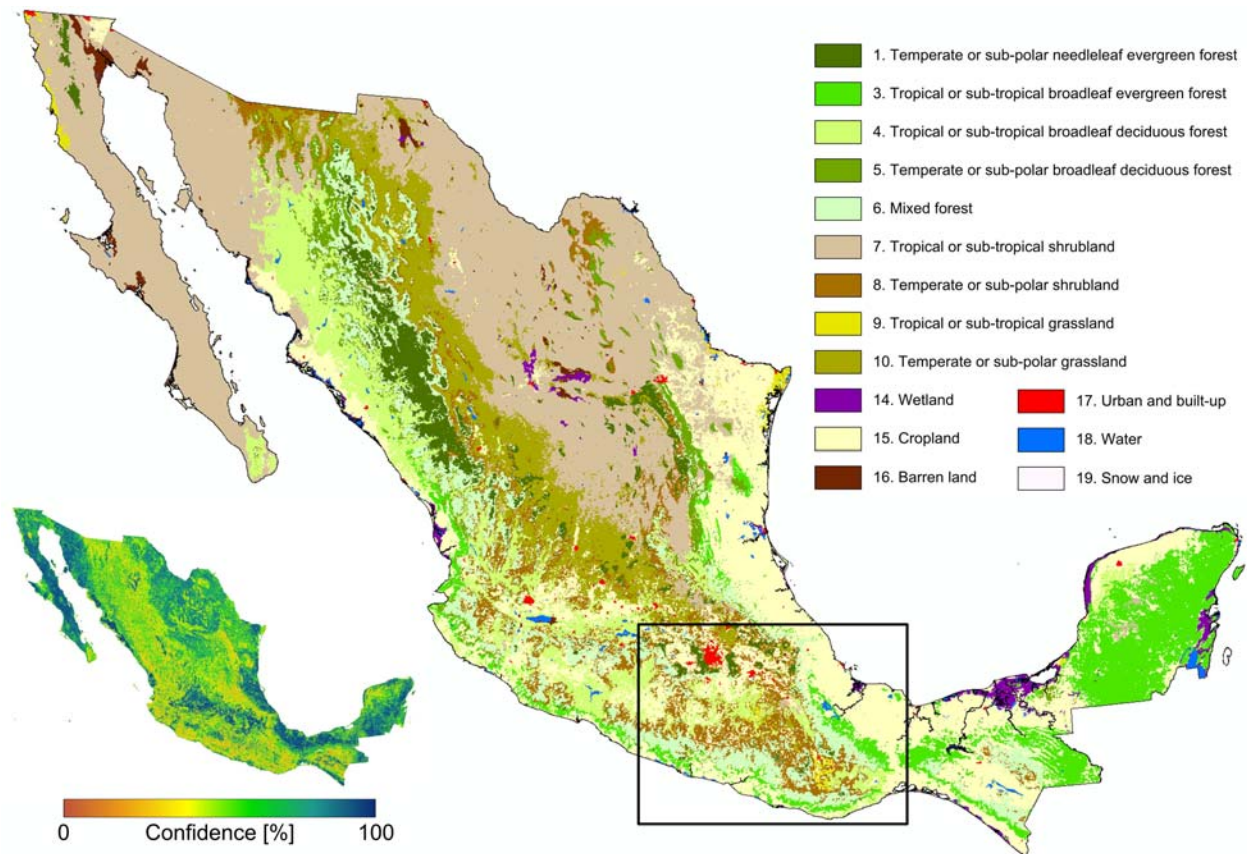 1. Temperate or sub-polar needleleaf evergreen forest
3. Tropical or sub-tropical broadleaf evergreen forest
4. Tropical or sub-tropical broadleaf deciduous forest
5. Temperate or sub-polar broadleaf deciduous forest
6. Mixed forest
7. Tropical or sub-tropical shrubland
8. Temperate or sub-polar shrubland
9. Tropical or sub-tropical grassland
10. Temperate or sub-polar grassland
14. Wetland
17. Urban and built-up
15. Cropland
18. Water
16. Barren land
19. Snow and ice
0 Confidence [%] 100